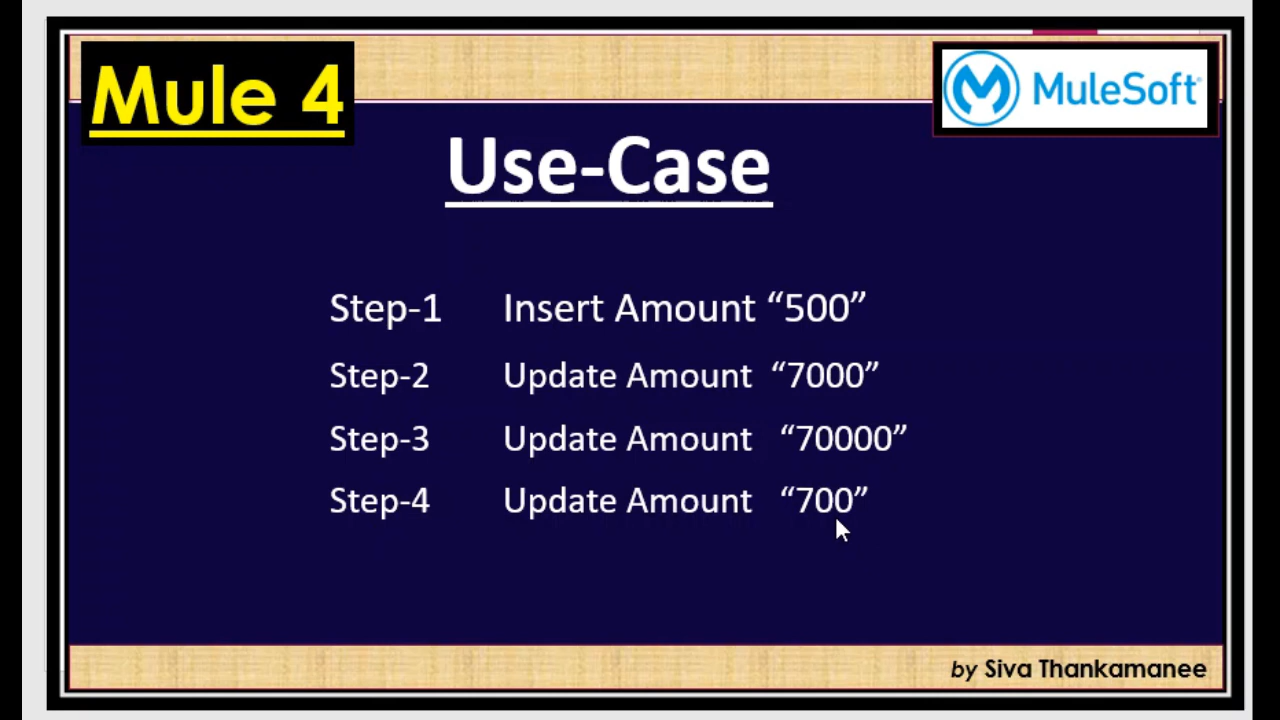 Mule 4
MuleSoft
Use-Case
Step-1 Insert Amount “500”
Step-2 Update Amount “7000”
Step-3 Update Amount “70000”
Step-4 Update Amount “700”
by Siva Thankamanee